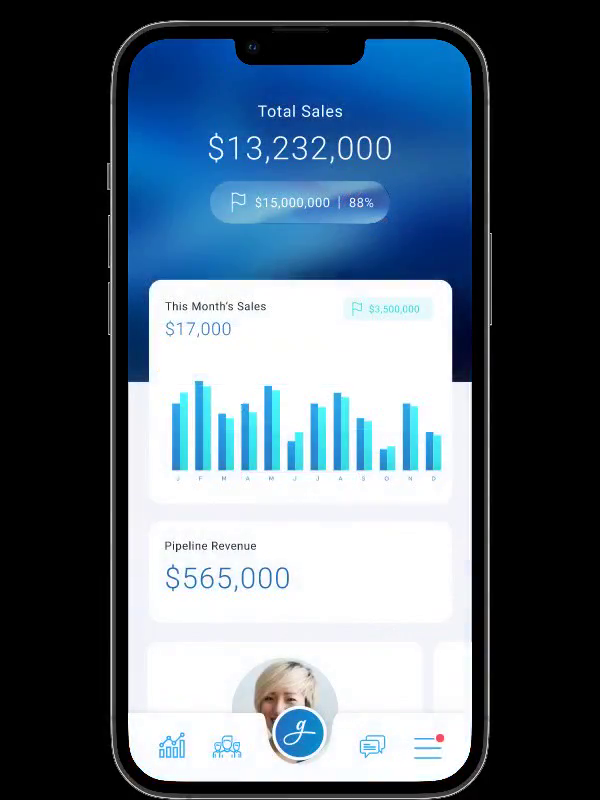 Total Sales
$13,232,000
$15,000,000 | 88%
This Month's Sales
$3,500,000
$17,000
J F M A M J J A S O N D
Pipeline Revenue
$565,000
g